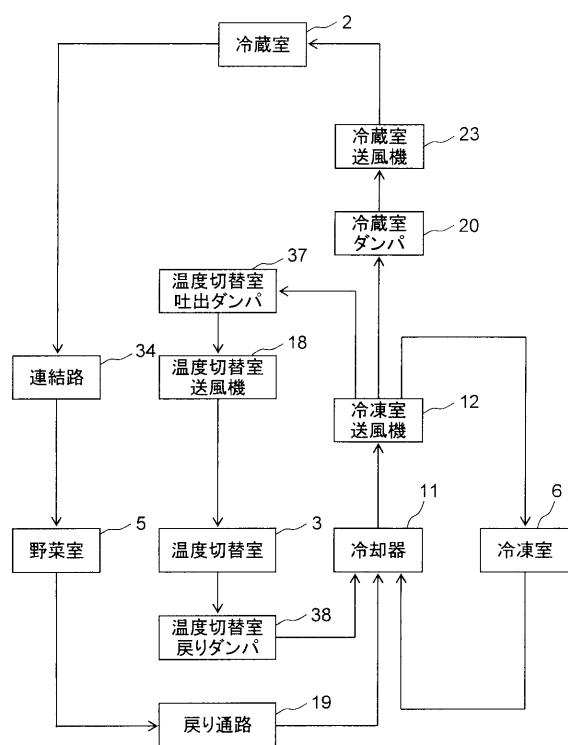 2
冷蔵室
冷蔵室
送風機
23
冷蔵室
ダンパ
20
37
温度切替室
吐出ダンパ
18
温度切替室
送風機
34
連結路
冷凍室
送風機
12
5
野菜室
3
温度切替室
11
冷却器
6
冷凍室
温度切替室
戻りダンパ
38
19
戻り通路